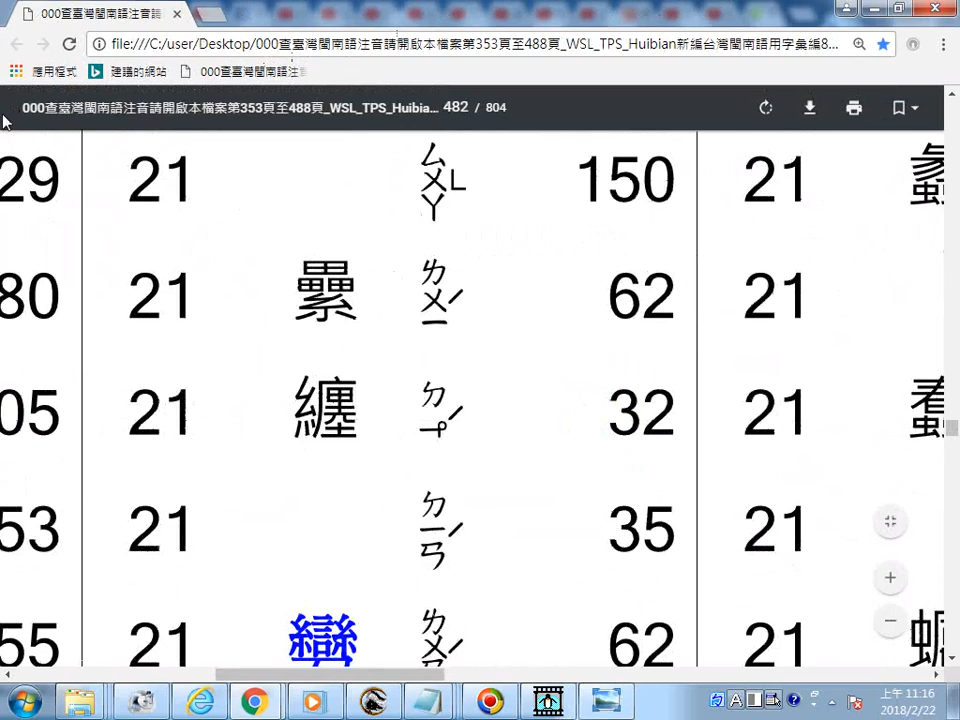 000查臺灣閩南語注音請
file:///C:/user/Desktop/000查臺灣閩南語注音請開啟本檔案第353頁至488頁_WSL_TPS_Huibian新編台灣閩南語用字彙編8...
應用程式 建議的網站 000查臺灣閩南語注
000查臺灣閩南語注音請開啟本檔案第353頁至488頁_WSL_TPS_Huibia... 482 / 804
29 21 ㄙㄨㄚ∟ 150 21 蠡
80 21 纍 ㄌㄨㄧˊ 62 21
05 21 纏 ㄉㆷˊ 32 21
53 21 ㄉㄧㄢˊ 35 21
55 21 戀 ㄌㄨㄢˊ 62 21
上午 11:16
2018/2/22